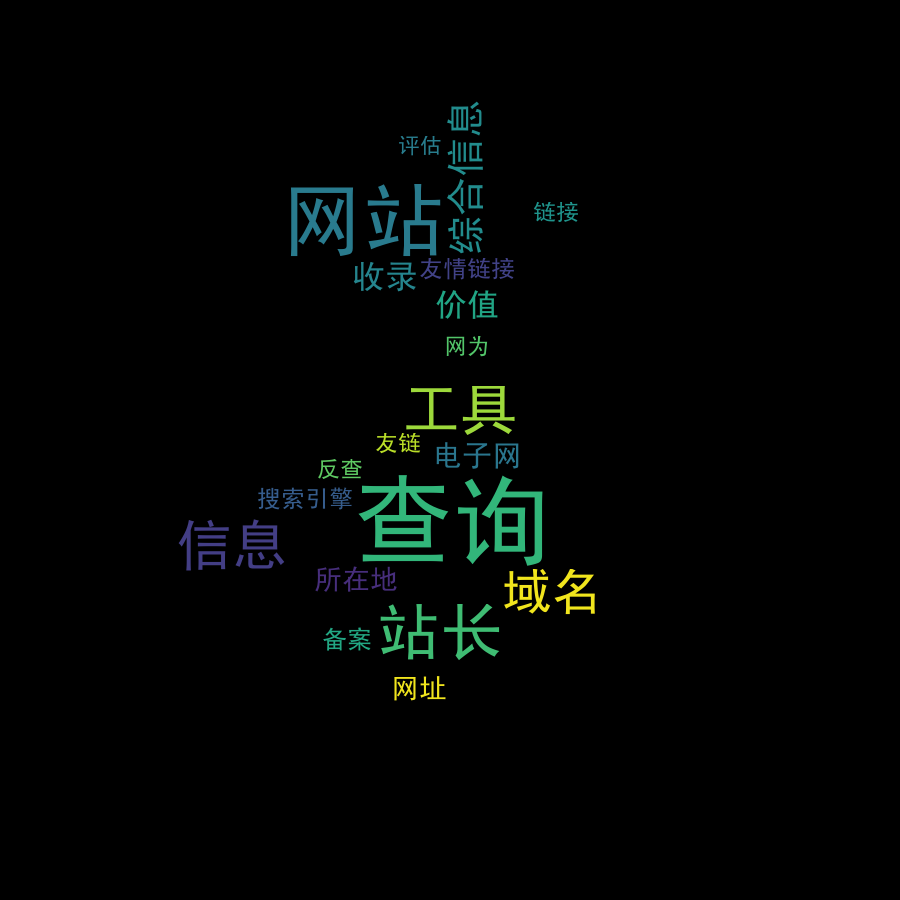 综合信息
评估
网站
链接
收录
友情链接
价值
网为
工具
友链
电子网
反查
搜索引擎
查询
信息
所在地
域名
站长
备案
网址